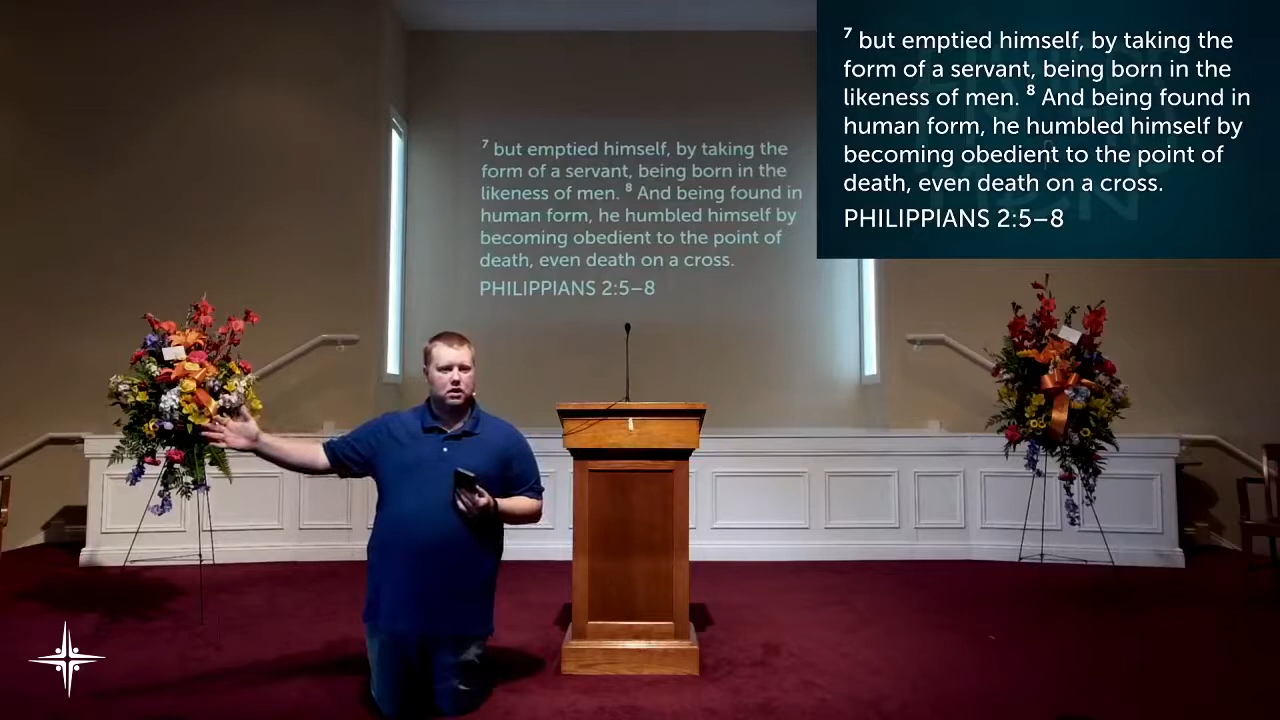 ⁷ but emptied himself, by taking the
form of a servant, being born in the
likeness of men. ⁸ And being found in
human form, he humbled himself by
becoming obedient to the point of
death, even death on a cross.
PHILIPPIANS 2:5–8
⁷ but emptied himself, by taking the
form of a servant, being born in the
likeness of men. ⁸ And being found in
human form, he humbled himself by
becoming obedient to the point of
death, even death on a cross.
PHILIPPIANS 2:5–8